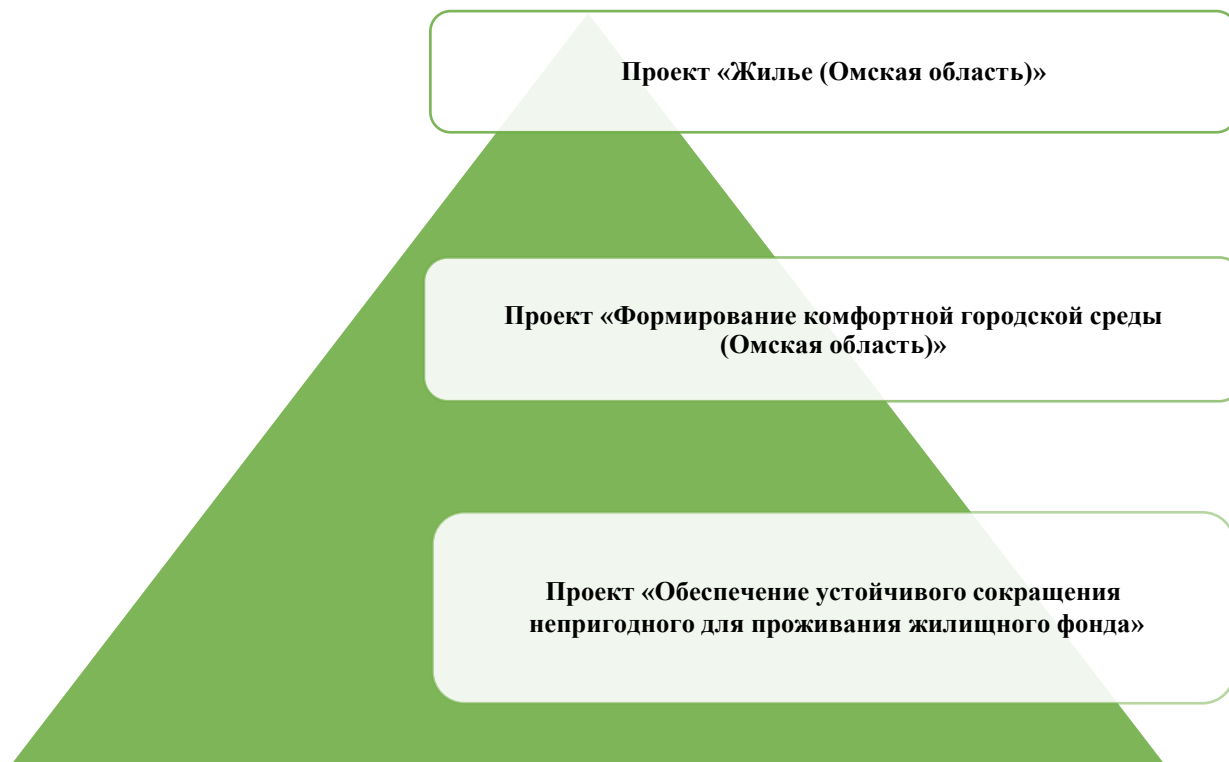 Проект «Жилье (Омская область)»
Проект «Формирование комфортной городской среды
(Омская область)»
Проект «Обеспечение устойчивого сокращения
непригодного для проживания жилищного фонда»